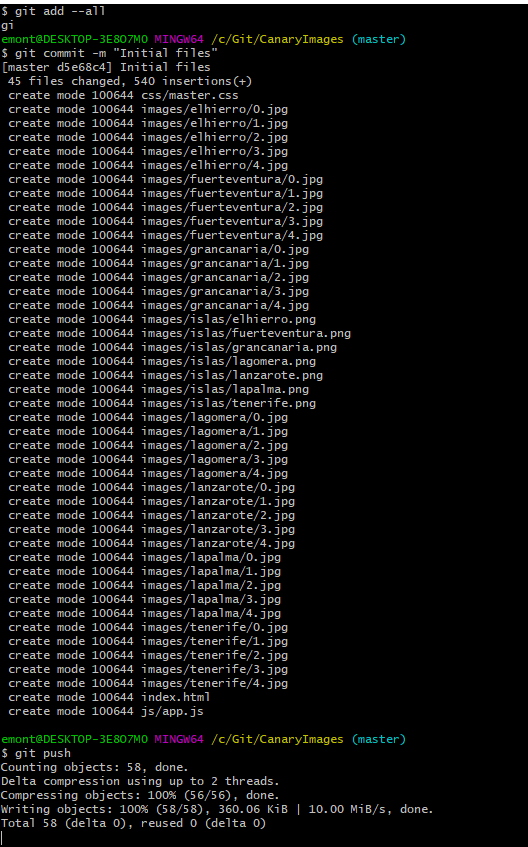 $ git add --all
gi
emont@DESKTOP-3E8O7MO MINGW64 /c/Git/CanaryImages (master)
$ git commit -m "Initial files"
[master d5e68c4] Initial files
 45 files changed, 540 insertions(+)
 create mode 100644 css/master.css
 create mode 100644 images/elhierro/0.jpg
 create mode 100644 images/elhierro/1.jpg
 create mode 100644 images/elhierro/2.jpg
 create mode 100644 images/elhierro/3.jpg
 create mode 100644 images/elhierro/4.jpg
 create mode 100644 images/fuerteventura/0.jpg
 create mode 100644 images/fuerteventura/1.jpg
 create mode 100644 images/fuerteventura/2.jpg
 create mode 100644 images/fuerteventura/3.jpg
 create mode 100644 images/fuerteventura/4.jpg
 create mode 100644 images/grancanaria/0.jpg
 create mode 100644 images/grancanaria/1.jpg
 create mode 100644 images/grancanaria/2.jpg
 create mode 100644 images/grancanaria/3.jpg
 create mode 100644 images/grancanaria/4.jpg
 create mode 100644 images/islas/elhierro.png
 create mode 100644 images/islas/fuerteventura.png
 create mode 100644 images/islas/grancanaria.png
 create mode 100644 images/islas/lagomera.png
 create mode 100644 images/islas/lanzarote.png
 create mode 100644 images/islas/lapalma.png
 create mode 100644 images/islas/tenerife.png
 create mode 100644 images/lagomera/0.jpg
 create mode 100644 images/lagomera/1.jpg
 create mode 100644 images/lagomera/2.jpg
 create mode 100644 images/lagomera/3.jpg
 create mode 100644 images/lagomera/4.jpg
 create mode 100644 images/lanzarote/0.jpg
 create mode 100644 images/lanzarote/1.jpg
 create mode 100644 images/lanzarote/2.jpg
 create mode 100644 images/lanzarote/3.jpg
 create mode 100644 images/lanzarote/4.jpg
 create mode 100644 images/lapalma/0.jpg
 create mode 100644 images/lapalma/1.jpg
 create mode 100644 images/lapalma/2.jpg
 create mode 100644 images/lapalma/3.jpg
 create mode 100644 images/lapalma/4.jpg
 create mode 100644 images/tenerife/0.jpg
 create mode 100644 images/tenerife/1.jpg
 create mode 100644 images/tenerife/2.jpg
 create mode 100644 images/tenerife/3.jpg
 create mode 100644 images/tenerife/4.jpg
 create mode 100644 index.html
 create mode 100644 js/app.js
emont@DESKTOP-3E8O7MO MINGW64 /c/Git/CanaryImages (master)
$ git push
Counting objects: 58, done.
Delta compression using up to 2 threads.
Compressing objects: 100% (56/56), done.
Writing objects: 100% (58/58), 360.06 KiB | 10.00 MiB/s, done.
Total 58 (delta 0), reused 0 (delta 0)